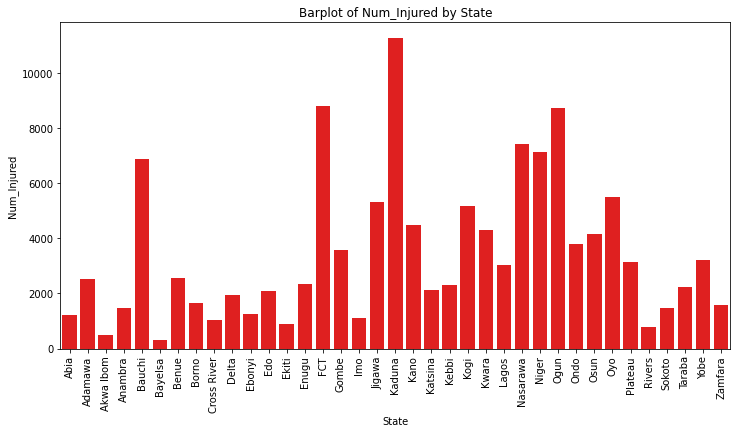 Barplot of Num_Injured by State
Num_Injured
10000
8000
6000
4000
2000
0
Abia
Adamawa
Akwa Ibom
Anambra
Bauchi
Bayelsa
Benue
Borno
Cross River
Delta
Ebonyi
Edo
Ekiti
Enugu
FCT
Gombe
Imo
Jigawa
Kaduna
Kano
Katsina
Kebbi
Kogi
Kwara
Lagos
Nasarawa
Niger
Ogun
Ondo
Osun
Oyo
Plateau
Rivers
Sokoto
Taraba
Yobe
Zamfara
State